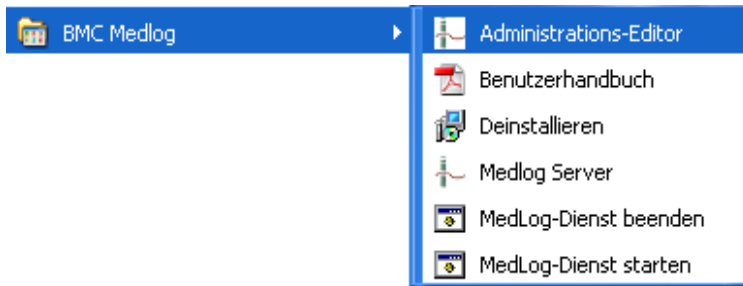 BMC Medlog
Administrations-Editor
Benutzerhandbuch
Deinstallieren
Medlog Server
MedLog-Dienst beenden
MedLog-Dienst starten